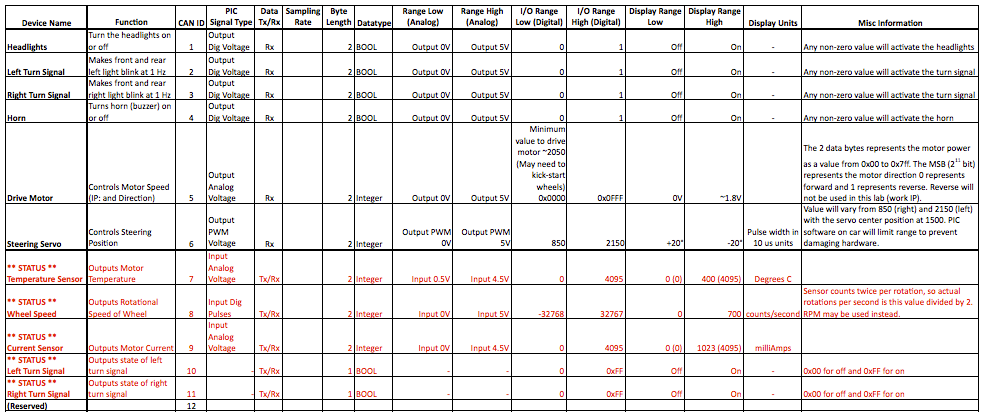 Device Name Function CAN ID PIC Signal Type Data Tx/Rx Sampling Rate Byte Length Datatype Range Low (Analog) Range High (Analog) I/O Range Low (Digital) I/O Range High (Digital) Display Range Low Display Range High Display Units Misc Information
Headlights Turn the headlights on or off 1 Output Dig Voltage Rx 2 BOOL Output 0V Output 5V 0 1 Off On - Any non-zero value will activate the headlights
Left Turn Signal Makes front and rear left light blink at 1 Hz 2 Output Dig Voltage Rx 2 BOOL Output 0V Output 5V 0 1 Off On - Any non-zero value will activate the turn signal
Right Turn Signal Makes front and rear right light blink at 1 Hz 3 Output Dig Voltage Rx 2 BOOL Output 0V Output 5V 0 1 Off On - Any non-zero value will activate the turn signal
Horn Turns horn (buzzer) on or off 4 Output Dig Voltage Rx 2 BOOL Output 0V Output 5V 0 1 Off On - Any non-zero value will activate the horn
Drive Motor Controls Motor Speed (IP: and Direction) 5 Output Analog Voltage Rx 2 Integer Minimum value to drive motor ~2050 (May need to kick-start wheels) 0x0000 0x0FFF 0V ~1.8V The 2 data bytes represents the motor power as a value from 0x00 to 0x7ff. The MSB (2^11 bit) represents the motor direction 0 represents forward and 1 represents reverse. Reverse will not be used in this lab (work IP).
Steering Servo Controls Steering Position 6 Output PWM Voltage Rx 2 Integer Output PWM 0V Output PWM 5V 850 2150 +20° -20° Pulse width in 10 us units Value will vary from 850 (right) and 2150 (left) with the servo center position at 1500. PIC software on car will limit range to prevent damaging hardware.
** STATUS ** Temperature Sensor Outputs Motor Temperature 7 Input Analog Voltage Tx/Rx 2 Integer Input 0.5V Input 4.5V 0 4095 0 (0) 400 (4095) Degrees C
** STATUS ** Wheel Speed Outputs Rotational Speed of Wheel 8 Input Dig Pulses Tx/Rx 2 Integer Input 0V Input 5V -32768 32767 0 700 counts/second Sensor counts twice per rotation, so actual rotations per second is this value divided by 2. RPM may be used instead.
** STATUS ** Current Sensor Outputs Motor Current 9 Input Analog Voltage Tx/Rx 2 Integer Input 0V Input 4.5V 0 4095 0 (0) 1023 (4095) milliAmps
** STATUS ** Left Turn Signal Outputs state of left turn signal 10 - Tx/Rx 1 BOOL 0 0xFF Off On - 0x00 for off and 0xFF for on
** STATUS ** Right Turn Signal Outputs state of right turn signal 11 - Tx/Rx 1 BOOL 0 0xFF Off On - 0x00 for off and 0xFF for on
(Reserved) 12